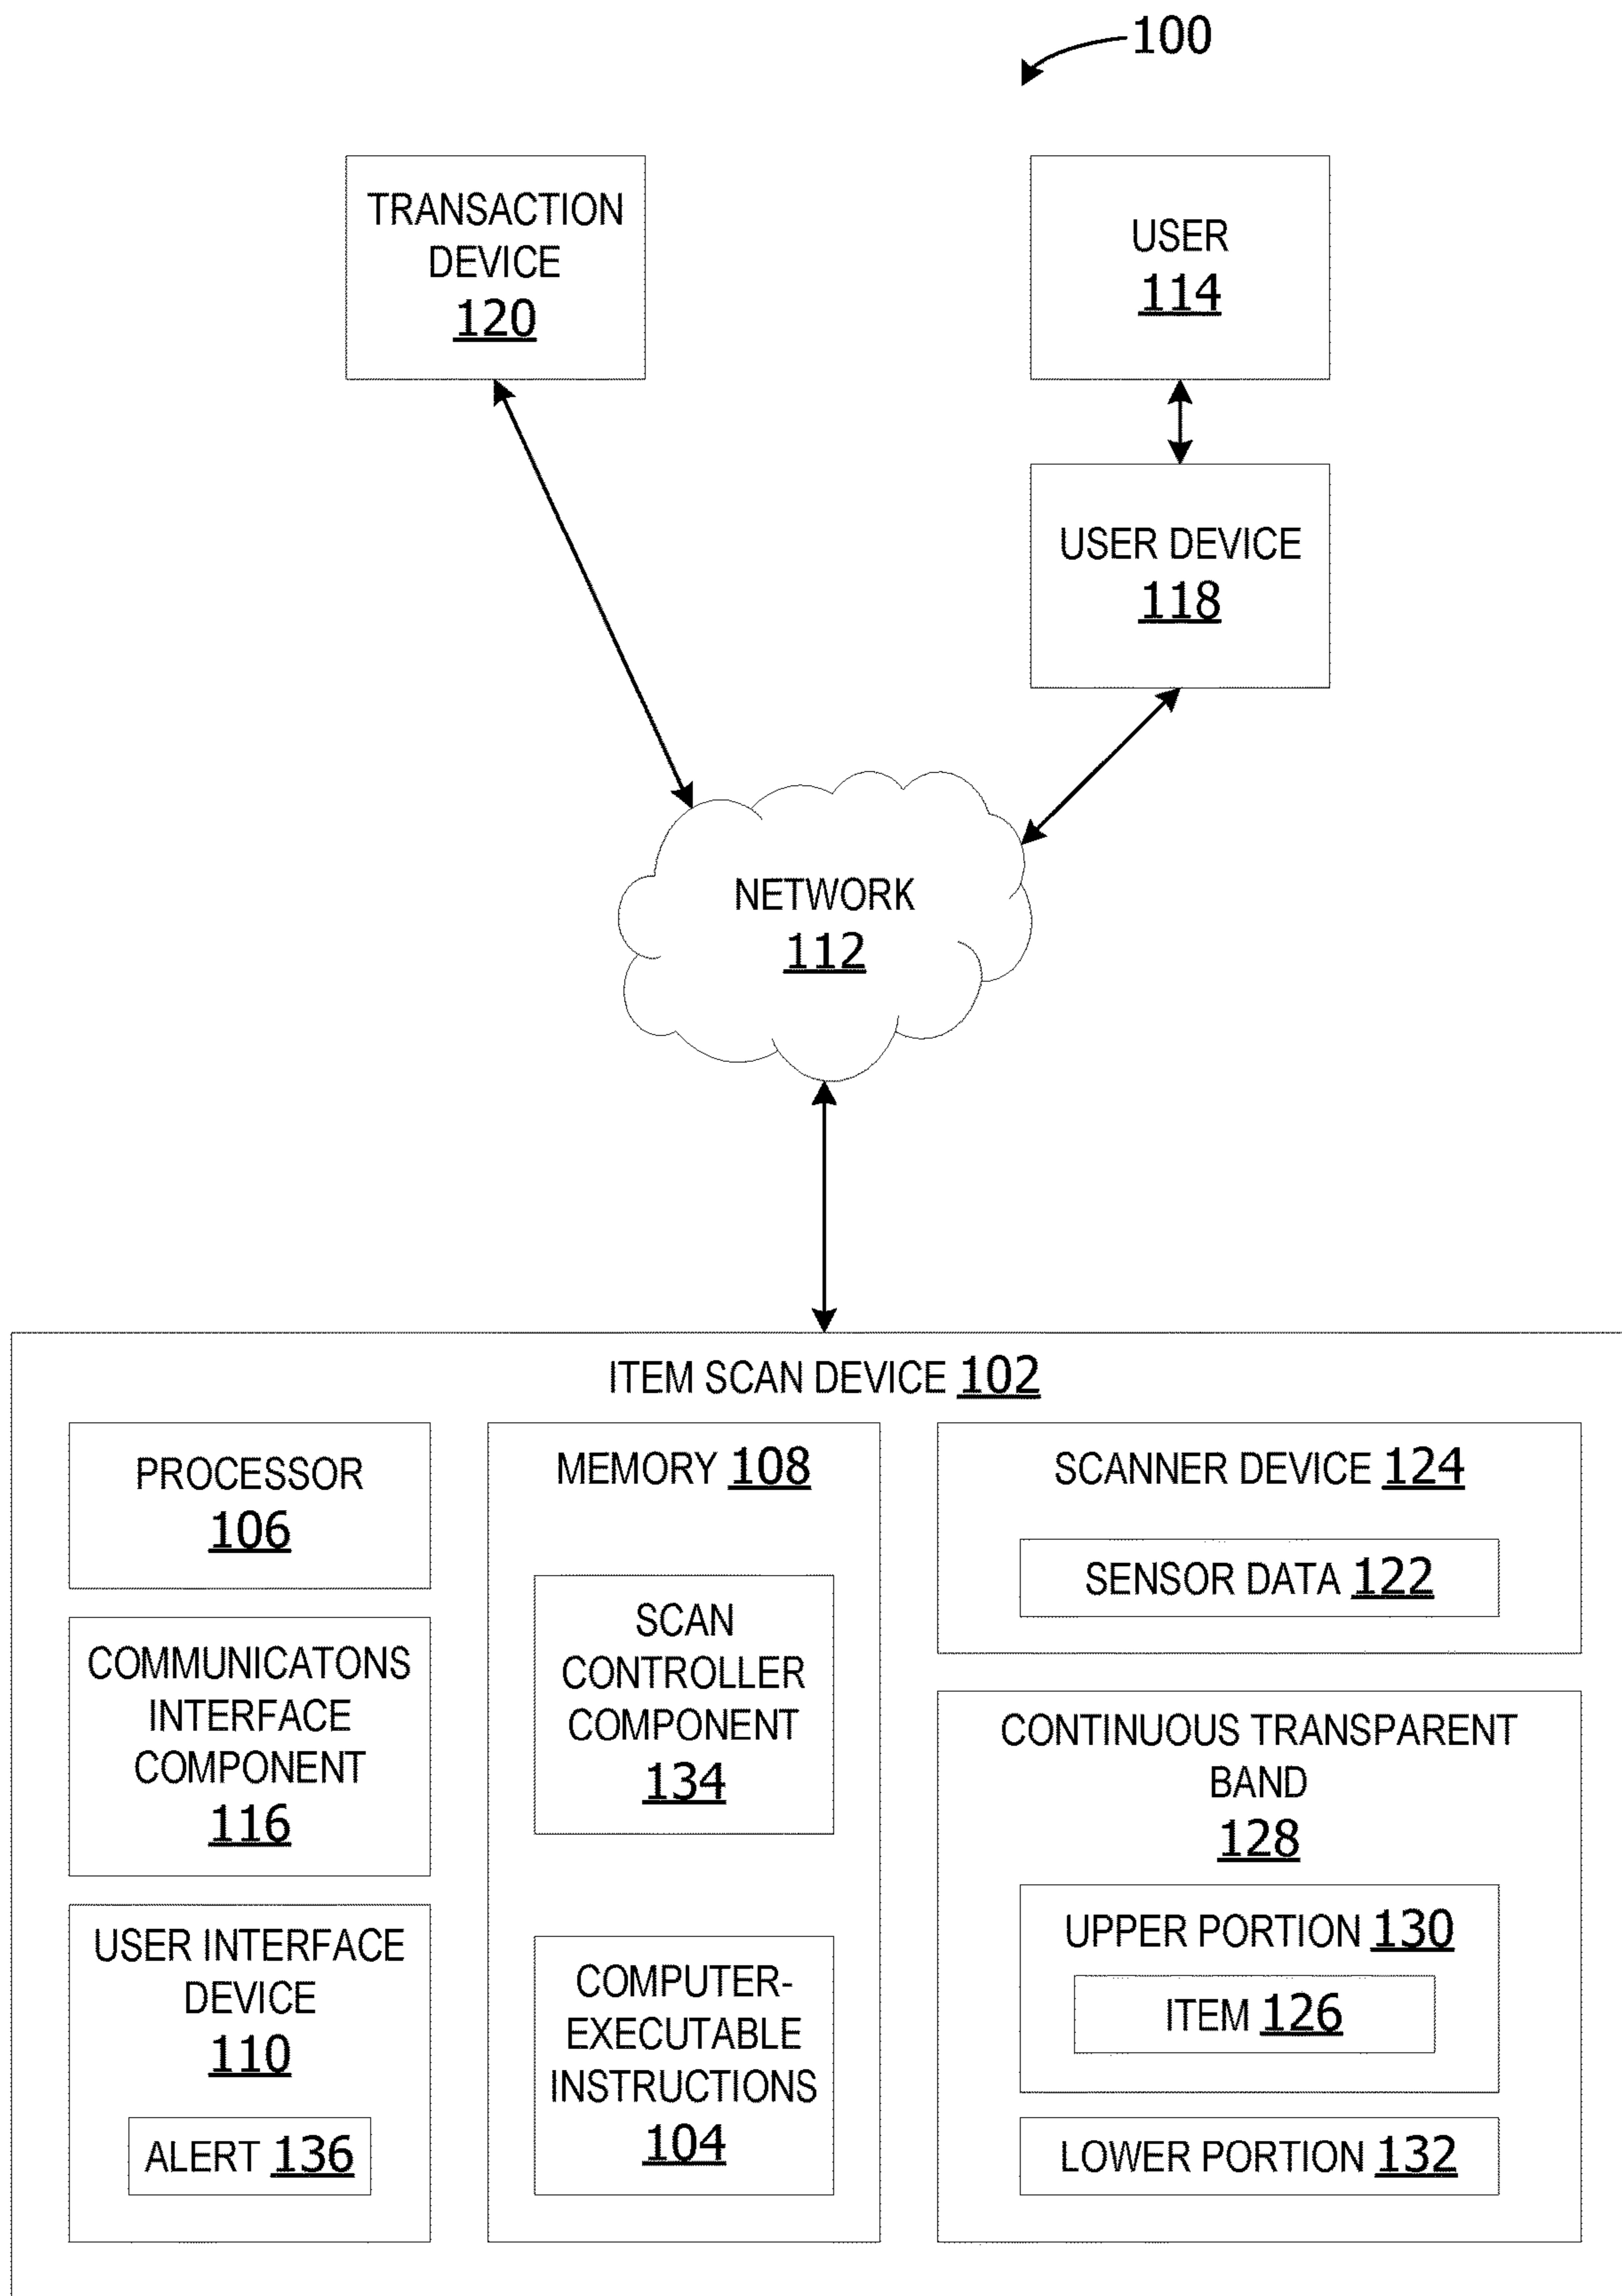 100
TRANSACTION
DEVICE
120
USER
114
USER DEVICE
118
NETWORK
112
ITEM SCAN DEVICE 102
PROCESSOR
106
COMMUNICATONS
INTERFACE
COMPONENT
116
USER INTERFACE
DEVICE
110
ALERT 136
MEMORY 108
SCAN
CONTROLLER
COMPONENT
134
COMPUTER-
EXECUTABLE
INSTRUCTIONS
104
SCANNER DEVICE 124
SENSOR DATA 122
CONTINUOUS TRANSPARENT
BAND
128
UPPER PORTION 130
ITEM 126
LOWER PORTION 132